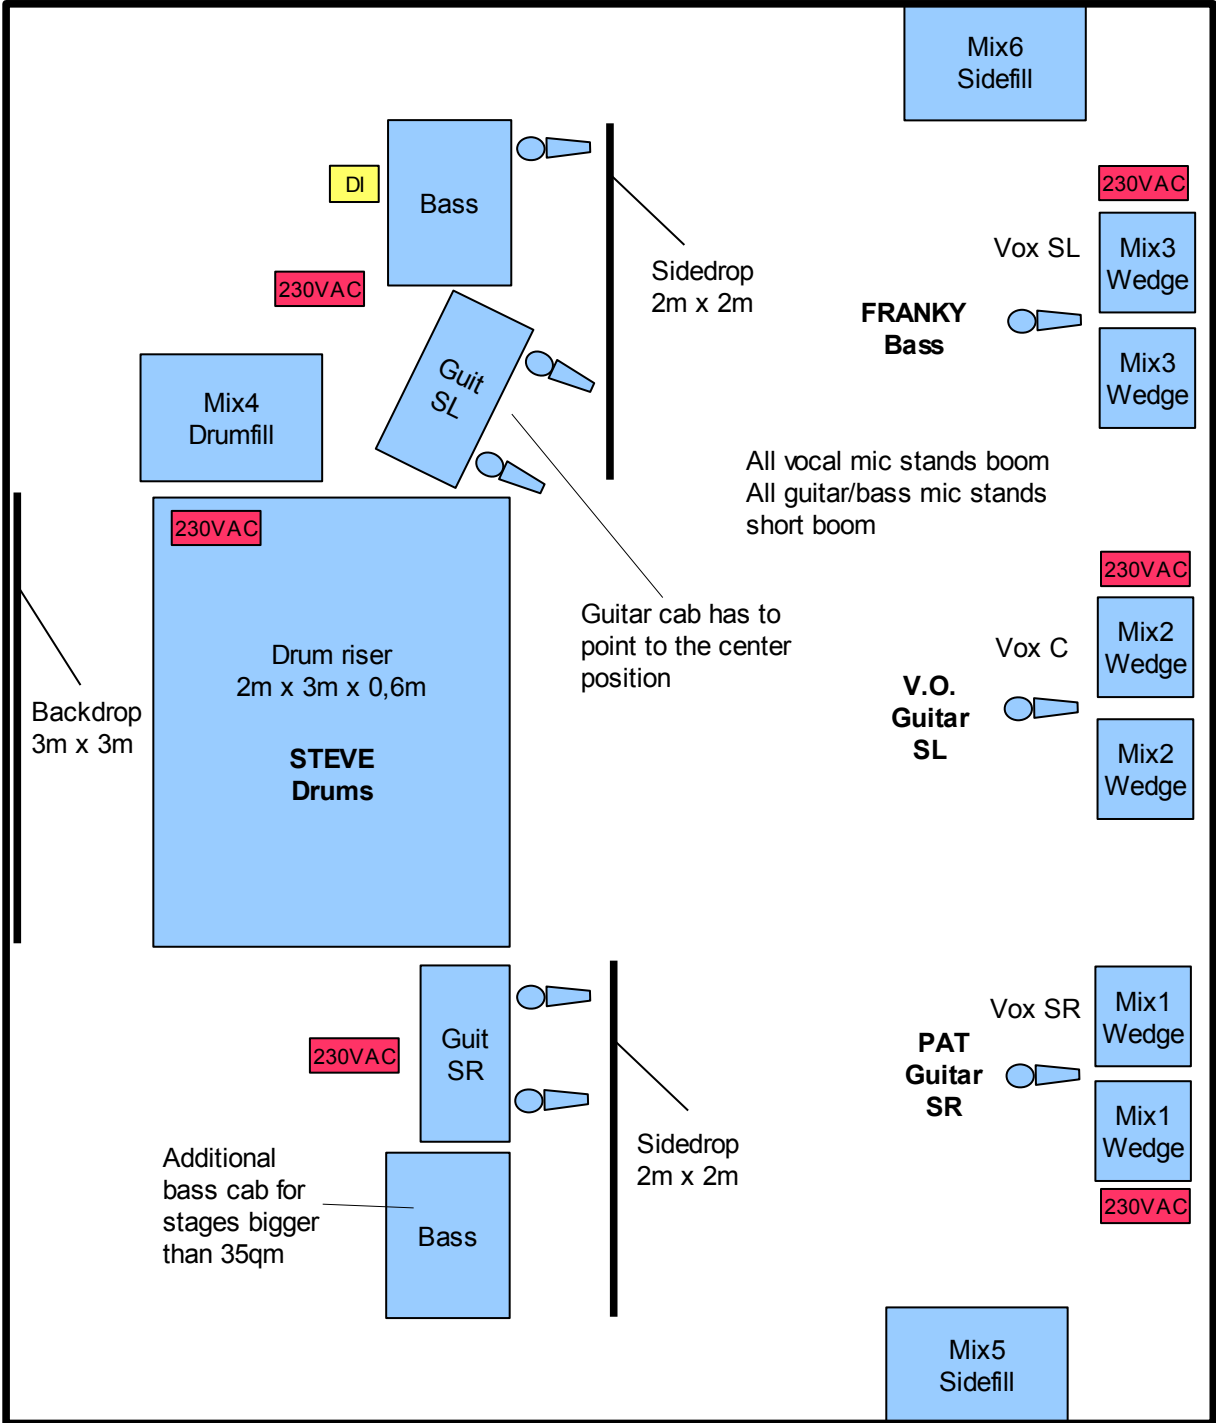 Mix6
Sidefill
DI
Bass
230VAC
Vox SL
Mix3
Wedge
Sidedrop
2m x 2m
230VAC
FRANKY
Bass
Mix3
Wedge
Guit
SL
Mix4
Drumfill
All vocal mic stands boom
All guitar/bass mic stands
short boom
230VAC
230VAC
Guitar cab has to
point to the center
position
Drum riser
2m x 3m x 0,6m
STEVE
Drums
Backdrop
3m x 3m
Vox C
Mix2
Wedge
V.O.
Guitar
SL
Mix2
Wedge
Vox SR
Mix1
Wedge
Guit
SR
230VAC
PAT
Guitar
SR
Mix1
Wedge
Sidedrop
2m x 2m
Additional
bass cab for
stages bigger
than 35qm
230VAC
Bass
Mix5
Sidefill